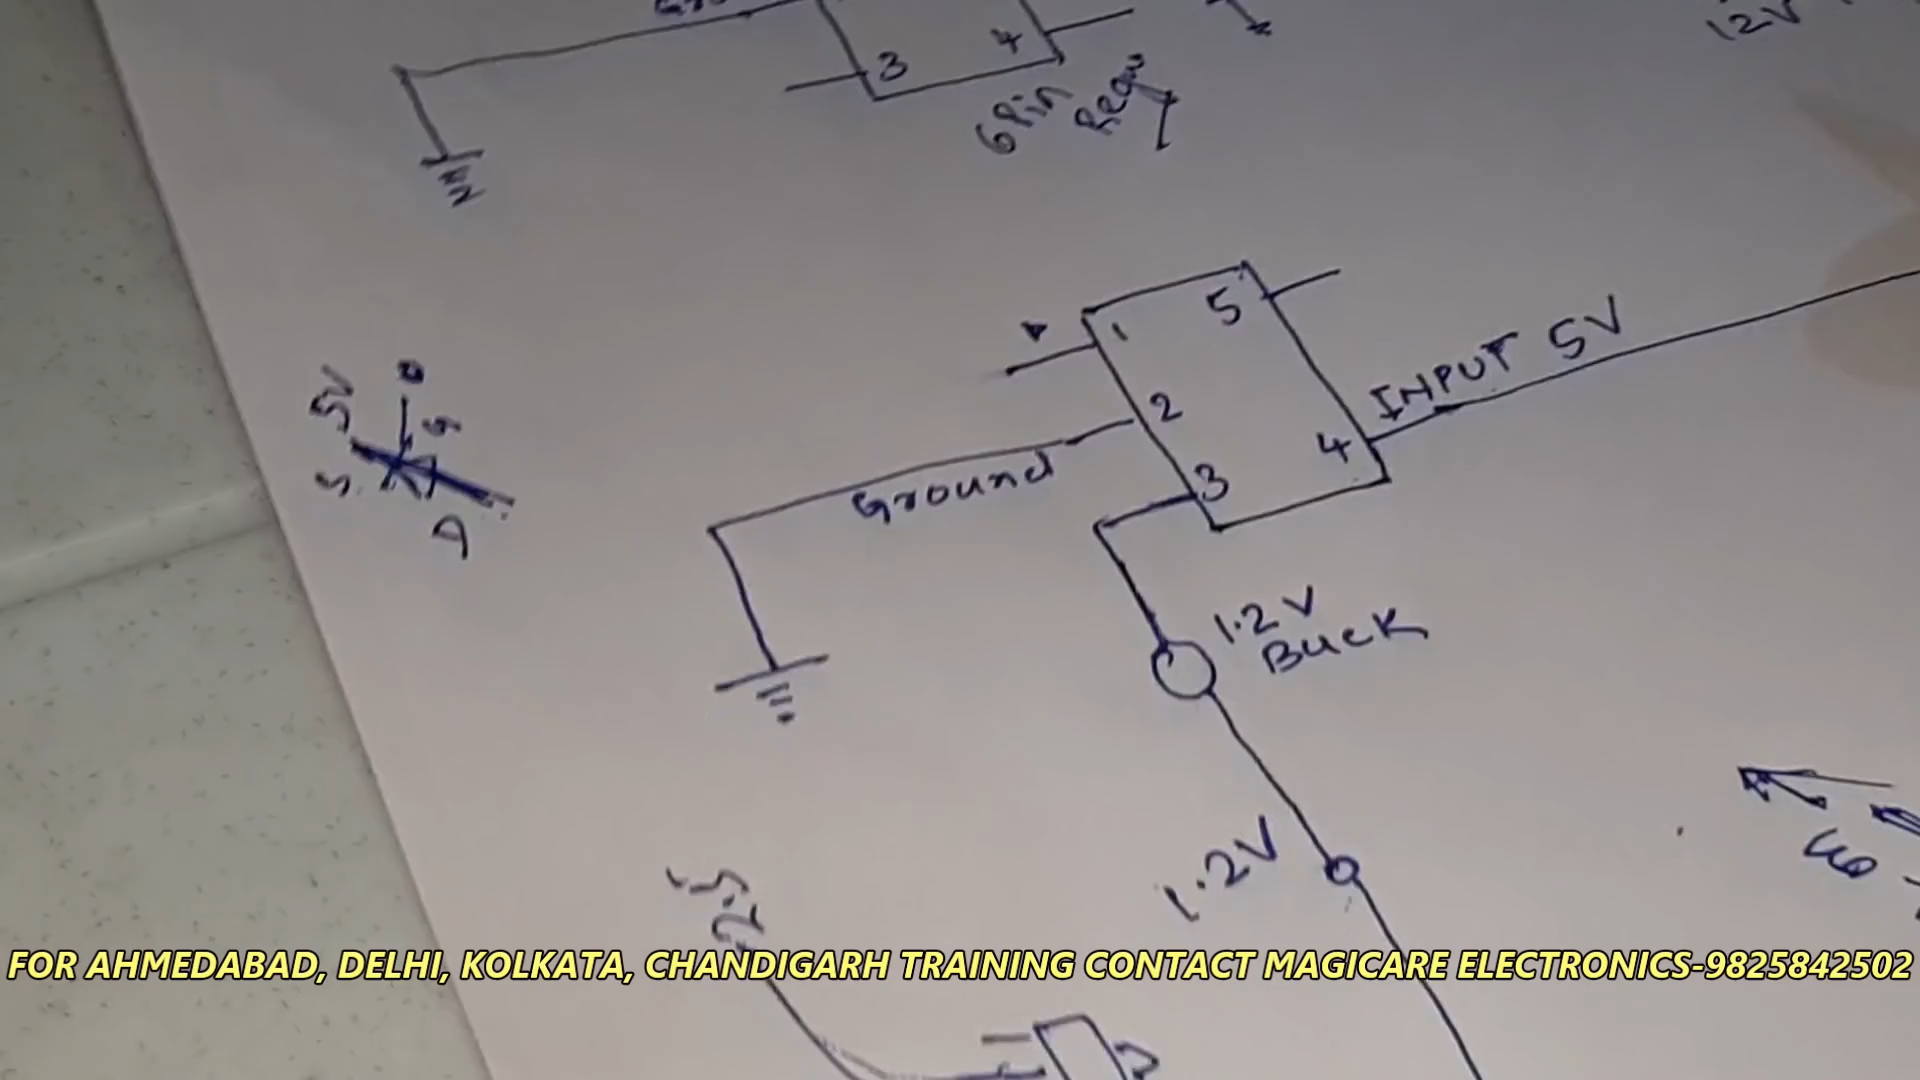 12V
3 4
6 Pin
1 5
2
3 4
INPUT 5V
Ground
5V
G
S
D
1.2V
BUCK
1.2V
FOR AHMEDABAD, DELHI, KOLKATA, CHANDIGARH TRAINING CONTACT MAGICARE ELECTRONICS-9825842502